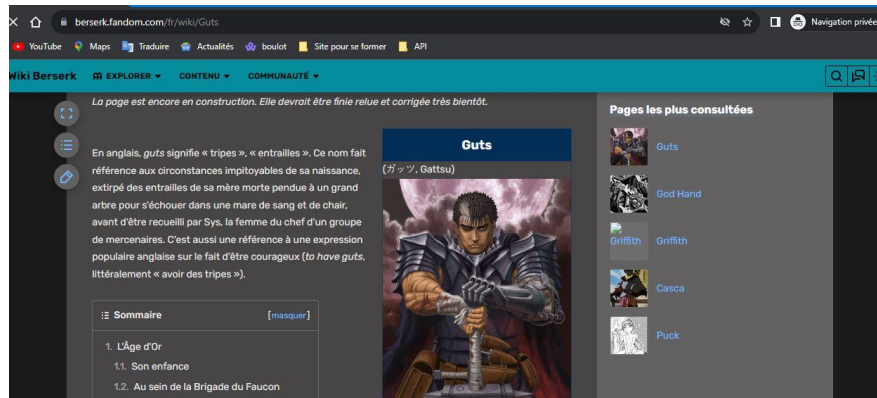 berserk.fandom.com/fr/wiki/Guts
Navigation privée
YouTube Maps Traduire Actualités boulot Site pour se former API
Wiki Berserk EXPLORER CONTENU COMMUNAUTÉ
La page est encore en construction. Elle devrait être finie relue et corrigée très bientôt.
En anglais, guts signifie « tripes », « entrailles ». Ce nom fait
référence aux circonstances impitoyables de sa naissance,
extirpé des entrailles de sa mère morte pendue à un grand
arbre pour s'échouer dans une mare de sang et de chair,
avant d'être recueilli par Sys, la femme du chef d'un groupe
de mercenaires. C'est aussi une référence à une expression
populaire anglaise sur le fait d'être courageux (to have guts,
littéralement « avoir des tripes »).
Sommaire [masquer]
1. L'Âge d'Or
1.1. Son enfance
1.2. Au sein de la Brigade du Faucon
Guts
(ガッツ, Gattsu)
Pages les plus consultées
Guts
God Hand
Griffith Griffith
Casca
Puck